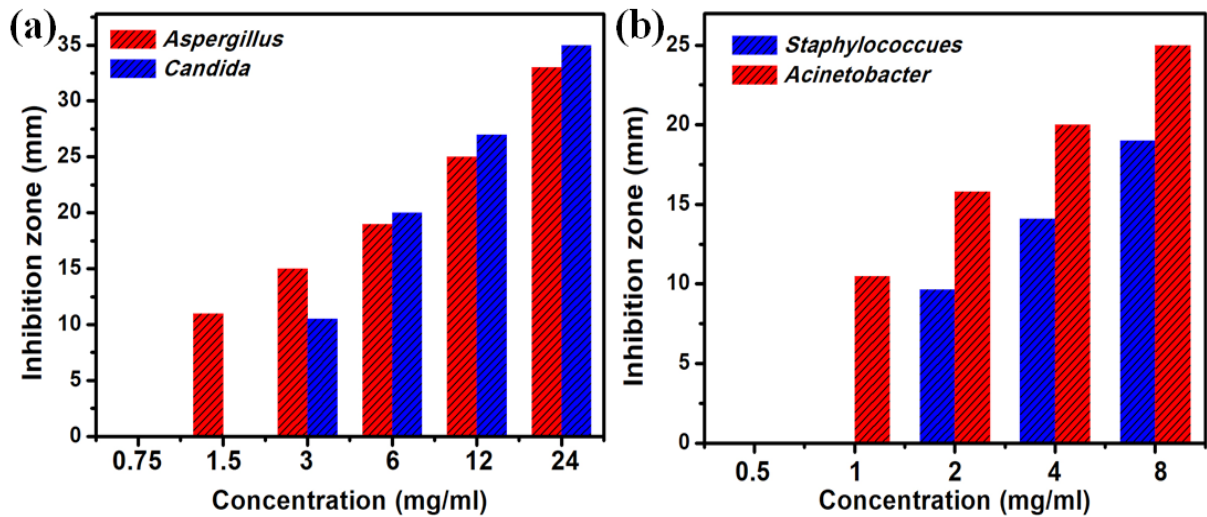 (a)
Aspergillus
Candida
Inhibition zone (mm)
35
30
25
20
15
10
5
0
0.75 1.5 3 6 12 24
Concentration (mg/ml)
(b)
Staphylococcues
Acinetobacter
Inhibition zone (mm)
25
20
15
10
5
0
0.5 1 2 4 8
Concentration (mg/ml)